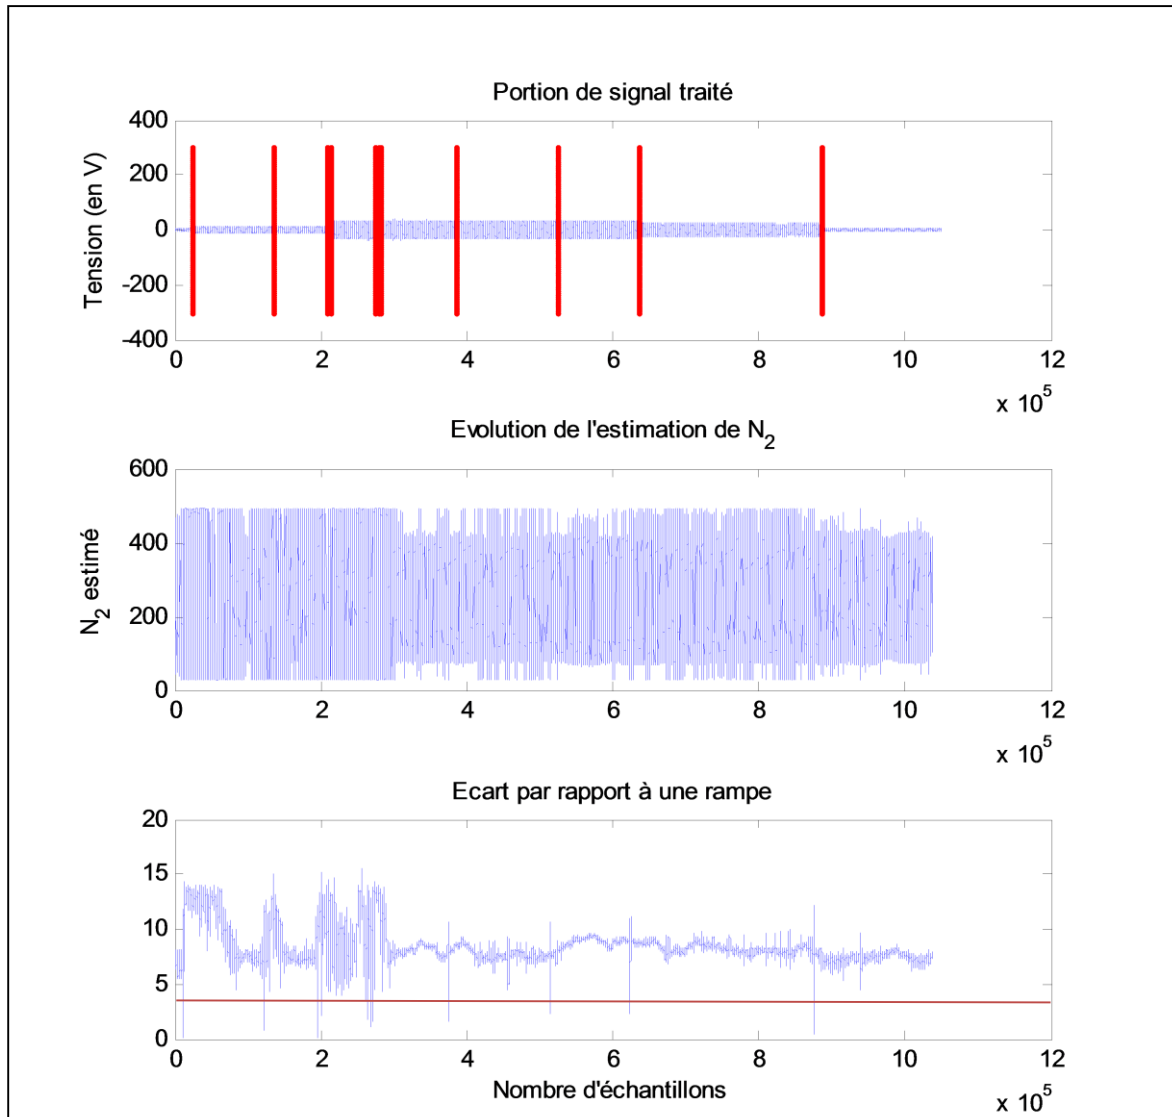 Portion de signal traité
400
200
0
-200
-400
Tension (en V)
0 2 4 6 8 10 12
x 10^5
Evolution de l'estimation de N_2
600
400
200
0
N_2 estimé
0 2 4 6 8 10 12
x 10^5
Ecart par rapport à une rampe
20
15
10
5
0
0 2 4 6 8 10 12
Nombre d'échantillons
x 10^5